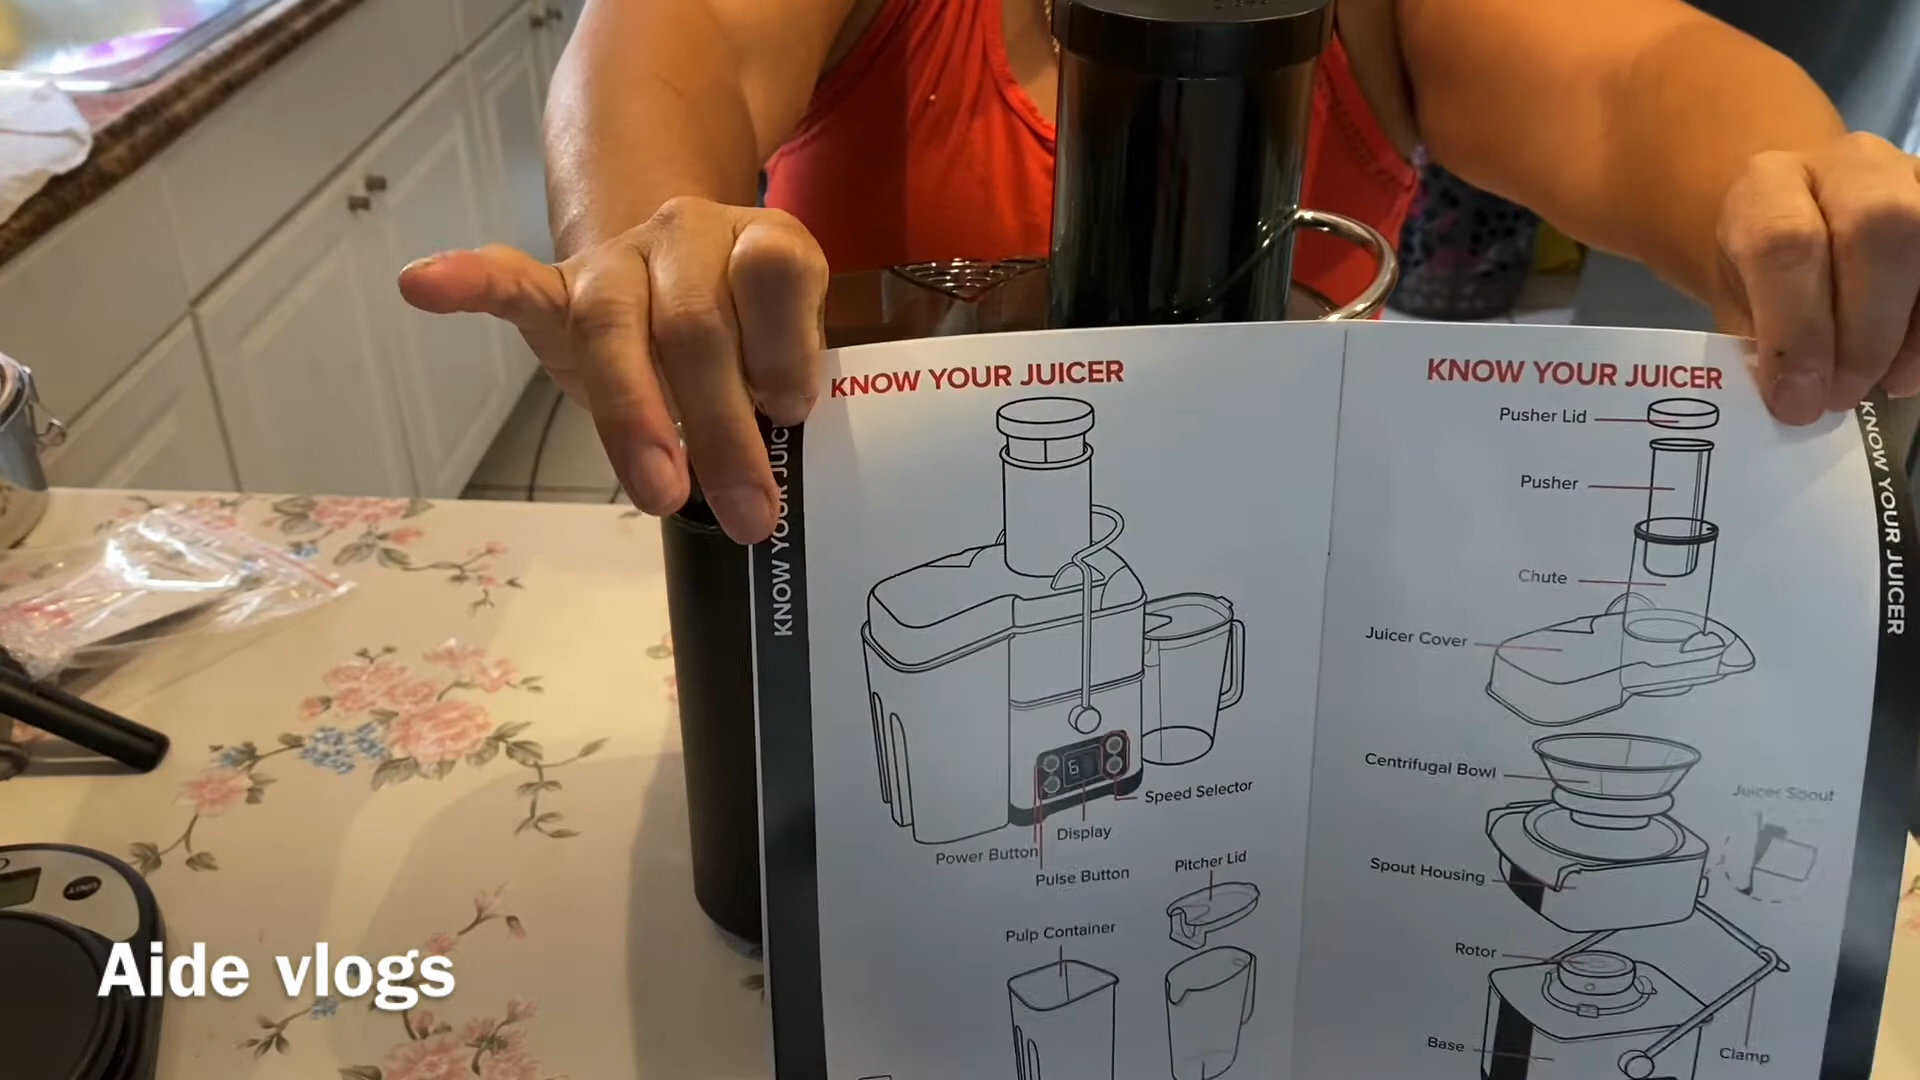 KNOW YOUR JUICER
KNOW YOUR JUICER
KNOW YOUR JUICER
KNOW YOUR
Pusher Lid
Pusher
Chute
Juicer Cover
Centrifugal Bowl
Juicer Spout
Spout Housing
Rotor
Base
Clamp
6
Speed Selector
Display
Power Button
Pulse Button
Pitcher Lid
Pulp Container
UNIT
Aide vlogs